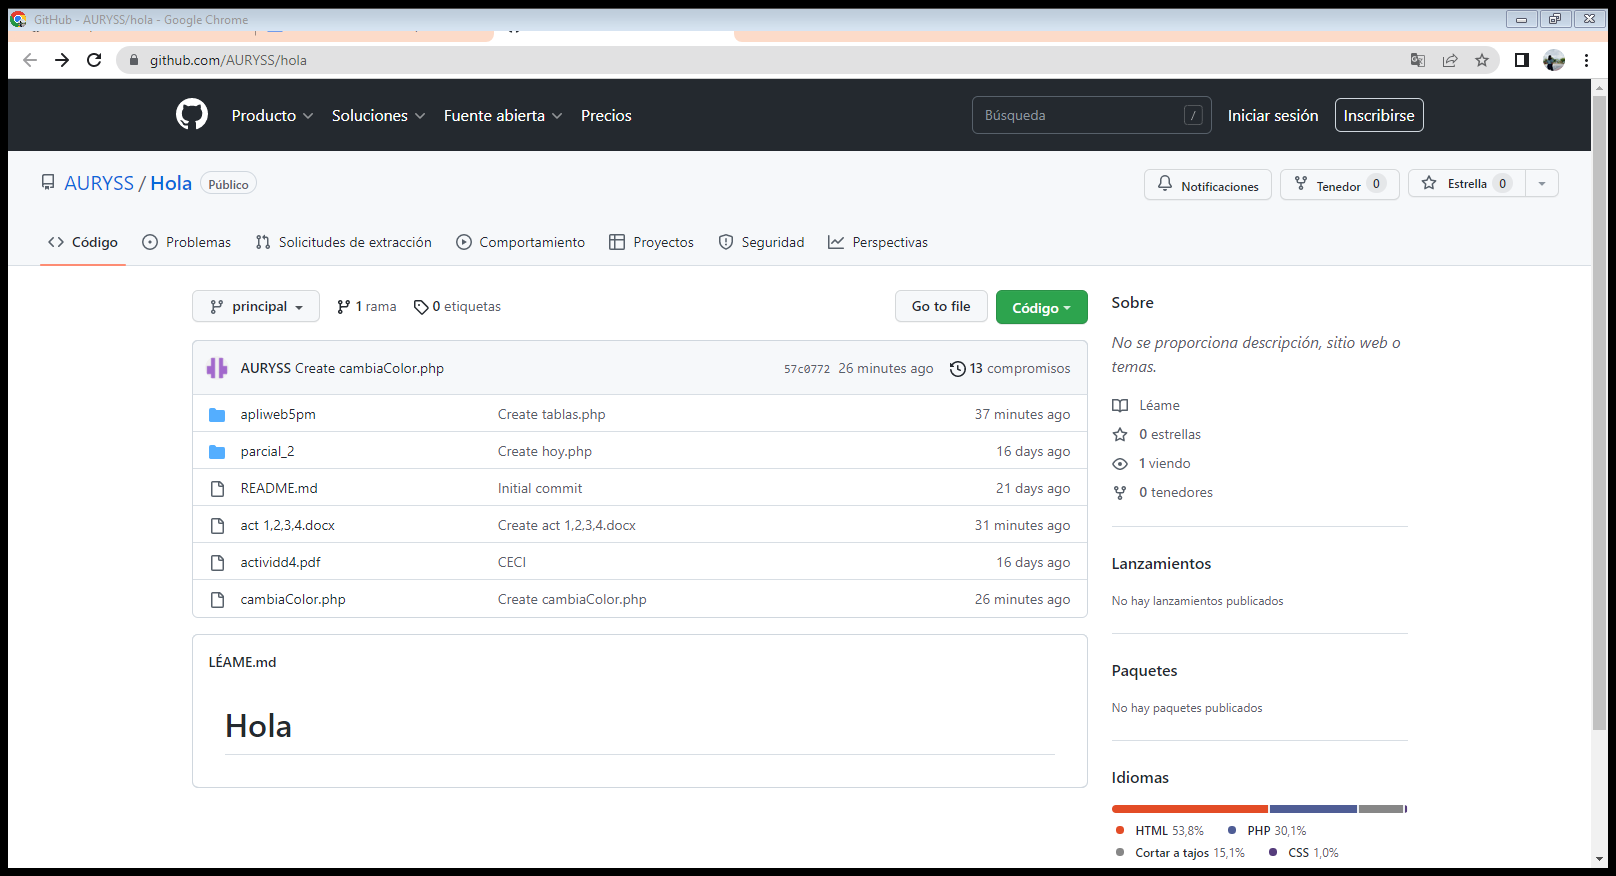 GitHub - AURYSS/hola - Google Chrome
github.com/AURYSS/hola
Producto Soluciones Fuente abierta Precios Búsqueda / Iniciar sesión Inscribirse
AURYSS / Hola Público Notificaciones Tenedor 0 Estrella 0
Código Problemas Solicitudes de extracción Comportamiento Proyectos Seguridad Perspectivas
principal 1 rama 0 etiquetas Go to file Código
AURYSS Create cambiaColor.php 57c0772 26 minutes ago 13 compromisos
apliweb5pm Create tablas.php 37 minutes ago
parcial_2 Create hoy.php 16 days ago
README.md Initial commit 21 days ago
act 1,2,3,4.docx Create act 1,2,3,4.docx 31 minutes ago
actividd4.pdf CECI 16 days ago
cambiaColor.php Create cambiaColor.php 26 minutes ago
LÉAME.md
Hola
Sobre
No se proporciona descripción, sitio web o
temas.
Léame
0 estrellas
1 viendo
0 tenedores
Lanzamientos
No hay lanzamientos publicados
Paquetes
No hay paquetes publicados
Idiomas
HTML 53,8% PHP 30,1%
Cortar a tajos 15,1% CSS 1,0%